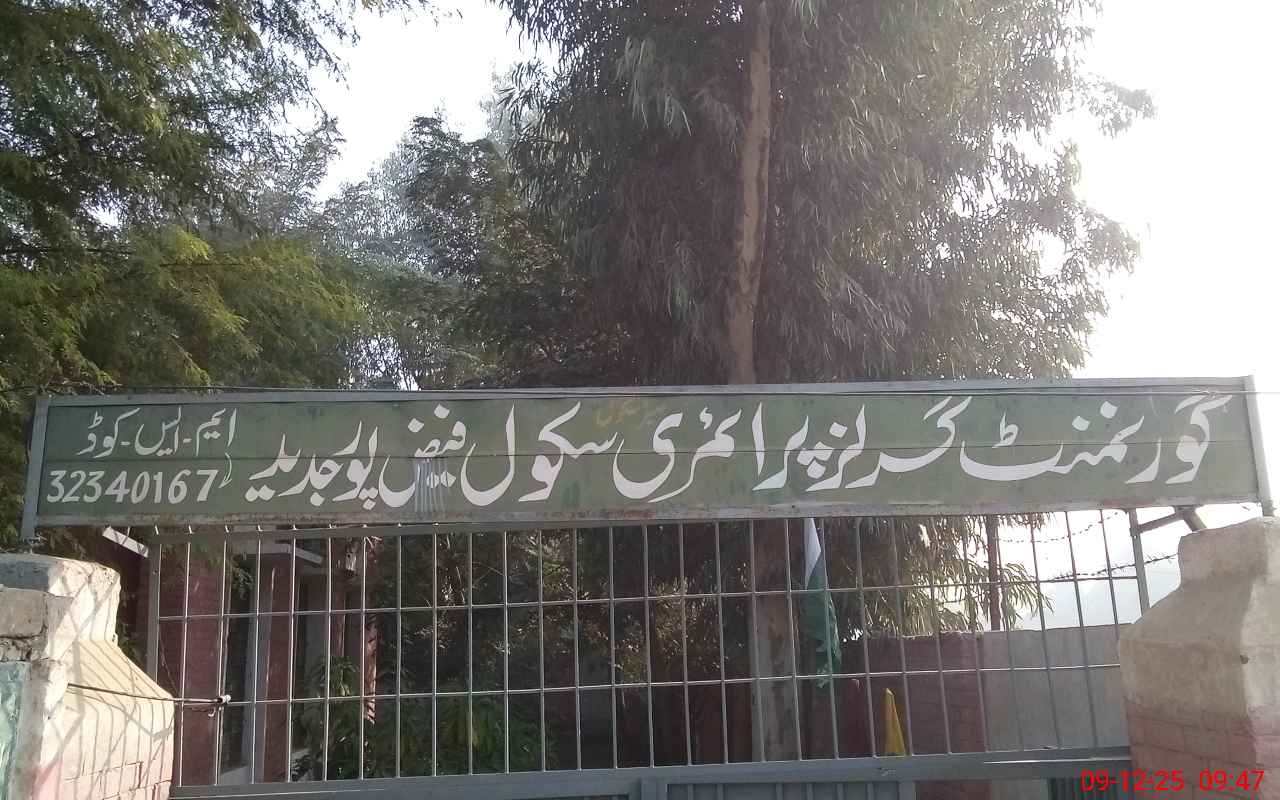 گورنمنٹ گرلز پرائمری سکول فیض پور جدید
ایم-ایس-کوڈ
32340167
09-12-25 09:47